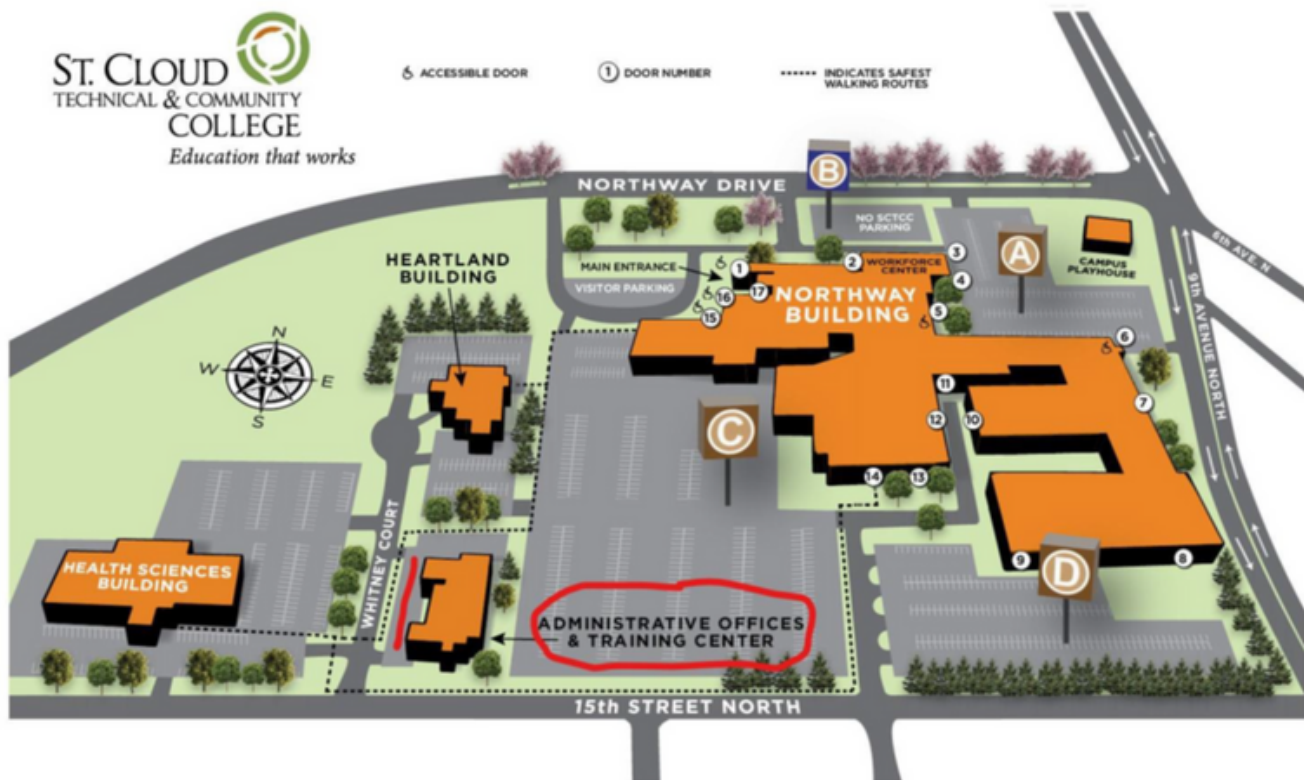 ST. CLOUD
TECHNICAL & COMMUNITY
COLLEGE
Education that works
♿ ACCESSIBLE DOOR
1 DOOR NUMBER
INDICATES SAFEST
WALKING ROUTES
B
NORTHWAY DRIVE
NO SCTCC
PARKING
A
CAMPUS
PLAYHOUSE
6th AVE. N
9TH AVENUE NORTH
HEARTLAND
BUILDING
MAIN ENTRANCE
VISITOR PARKING
1
2
3
WORKFORCE
CENTER
4
17
16
15
NORTHWAY
BUILDING
5
6
N
W
E
S
11
7
12
10
C
14
13
WHITNEY COURT
HEALTH SCIENCES
BUILDING
9
D
8
ADMINISTRATIVE OFFICES
& TRAINING CENTER
15th STREET NORTH